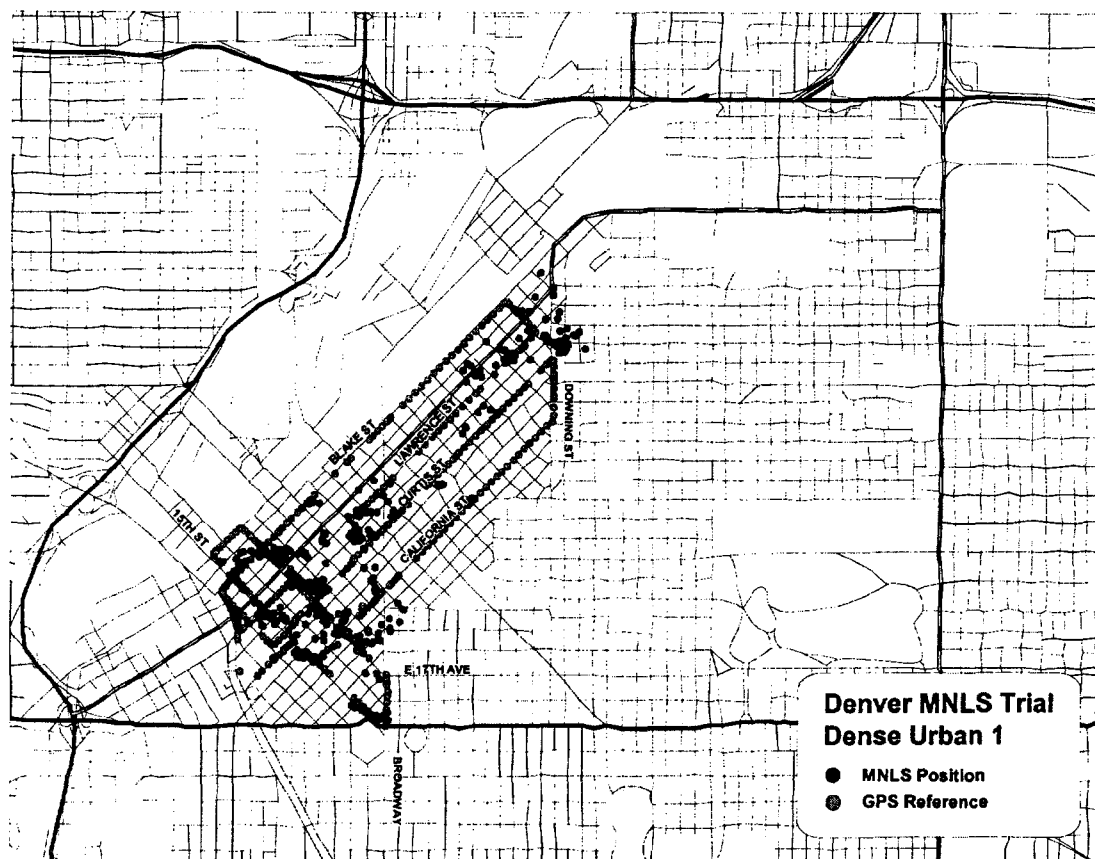 BLAKE ST
LAWRENCE ST
DOWNING ST
CURTUS ST
CALIFORNIA ST
15TH ST
E 17TH AVE
BROADWAY
Denver MNLS Trial
Dense Urban 1
MNLS Position
GPS Reference